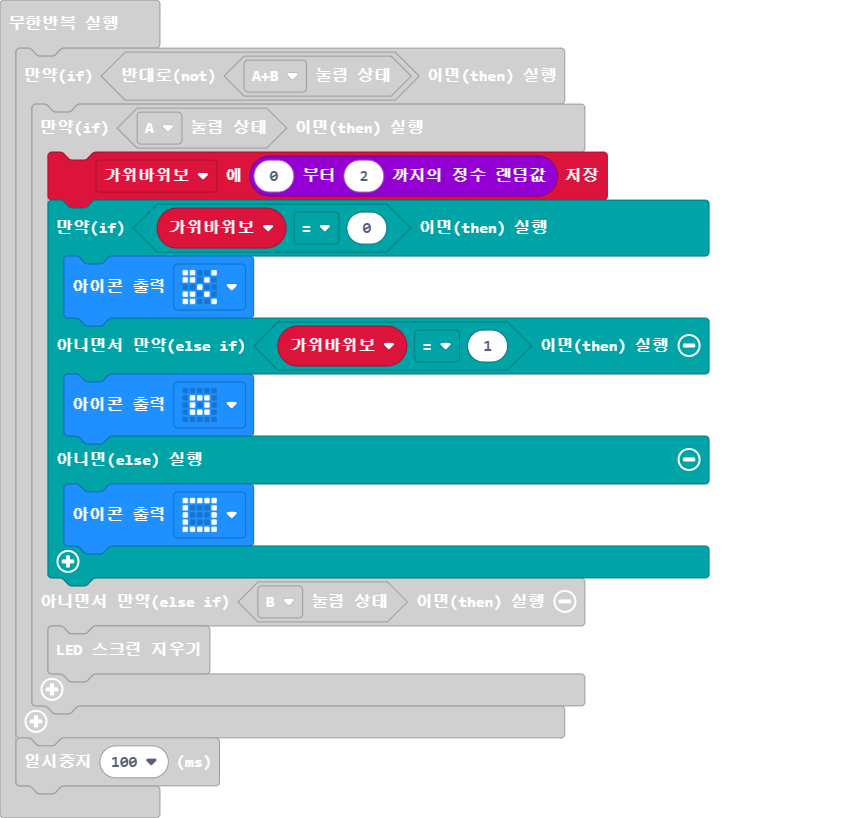 무한반복 실행
만약(if) 반대로(not) A+B 눌림 상태 이면(then) 실행
만약(if) A 눌림 상태 이면(then) 실행
가위바위보 에 0 부터 2 까지의 정수 랜덤값 저장
만약(if) 가위바위보 = 0 이면(then) 실행
아이콘 출력
아니면서 만약(else if) 가위바위보 = 1 이면(then) 실행
아이콘 출력
아니면(else) 실행
아이콘 출력
아니면서 만약(else if) B 눌림 상태 이면(then) 실행
LED 스크린 지우기
일시중지 100 (ms)